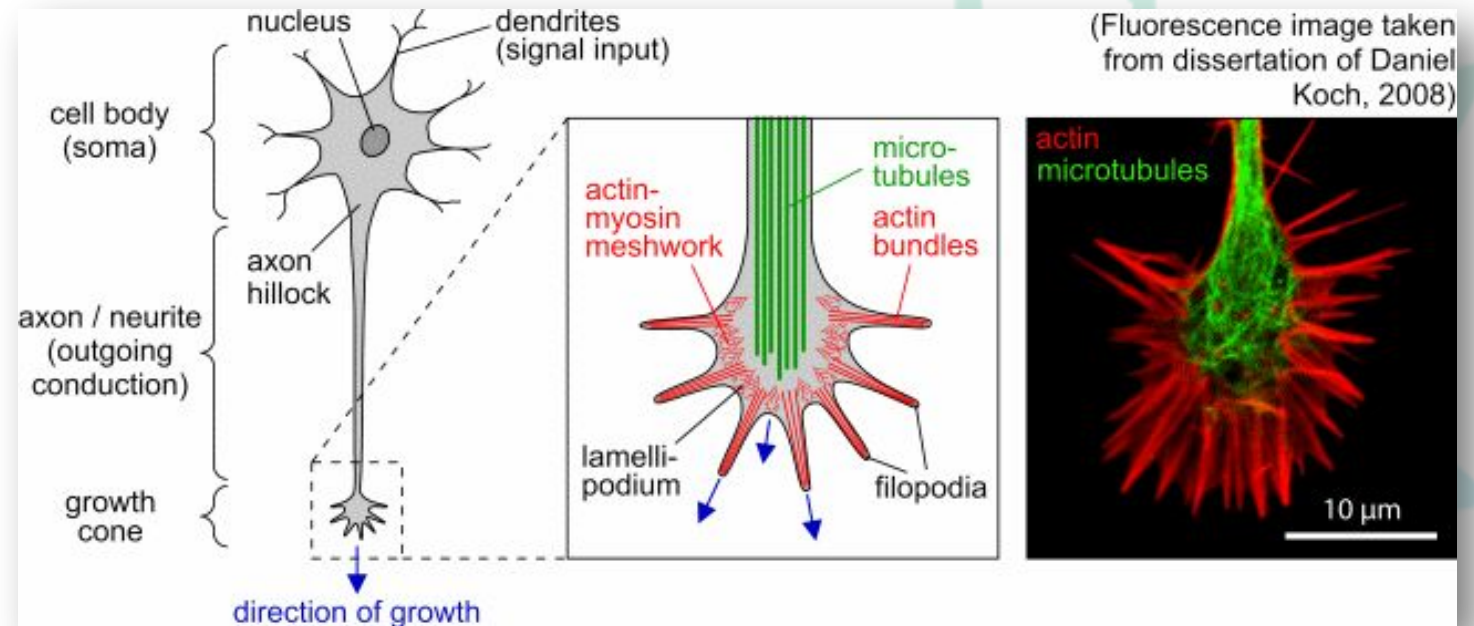 nucleus
dendrites
(signal input)
cell body
(soma)
axon
hillock
axon / neurite
(outgoing
conduction)
growth
cone
direction of growth
micro-
tubules
actin-
myosin
meshwork
actin
bundles
lamelli-
podium
filopodia
(Fluorescence image taken
from dissertation of Daniel
Koch, 2008)
actin
microtubules
10 µm